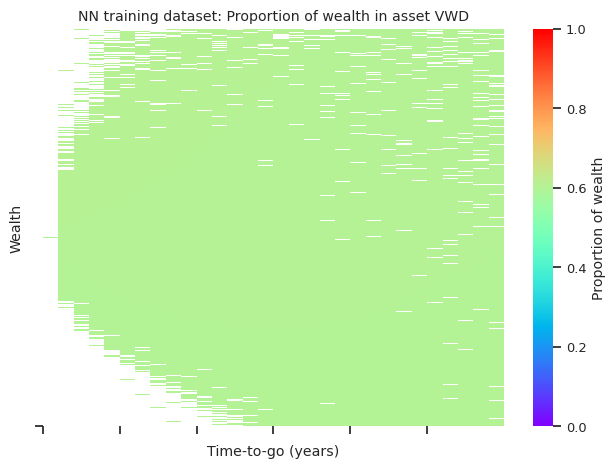 NN training dataset: Proportion of wealth in asset VWD
Wealth
Time-to-go (years)
1.0
0.8
0.6
0.4
0.2
0.0
Proportion of wealth